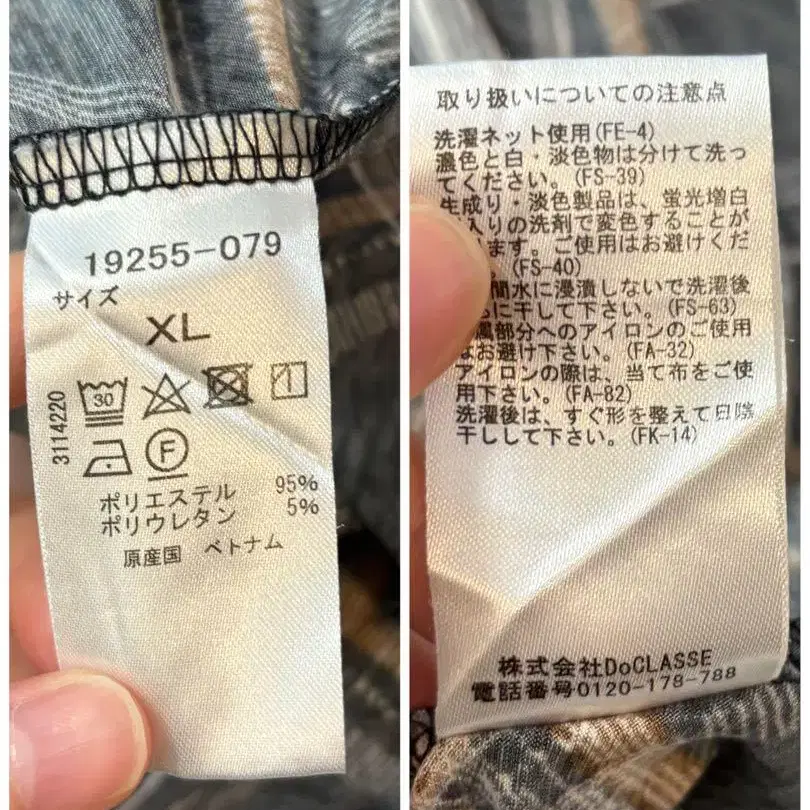 19255-079
サイズ
XL
30
F
3114220
ポリエステル 95%
ポリウレタン 5%
原産国 ベトナム
取り扱いについての注意点
洗濯ネット使用(FE-4)
濃色と白・淡色物は分けて洗っ
てください。(FS-39)
生成り・淡色製品は、蛍光増白
入りの洗剤で変色することが
ます。ご使用はお避けくだ
。(FS-40)
間水に浸漬しないで洗濯後
に干して下さい。(FS-63)
属部分へのアイロンのご使用
はお避け下さい。(FA-32)
アイロンの際は、当て布をご使
用下さい。(FA-82)
洗濯後は、すぐ形を整えて日陰
干しして下さい。(FK-14)
株式会社DoCLASSE
電話番号0120-178-788